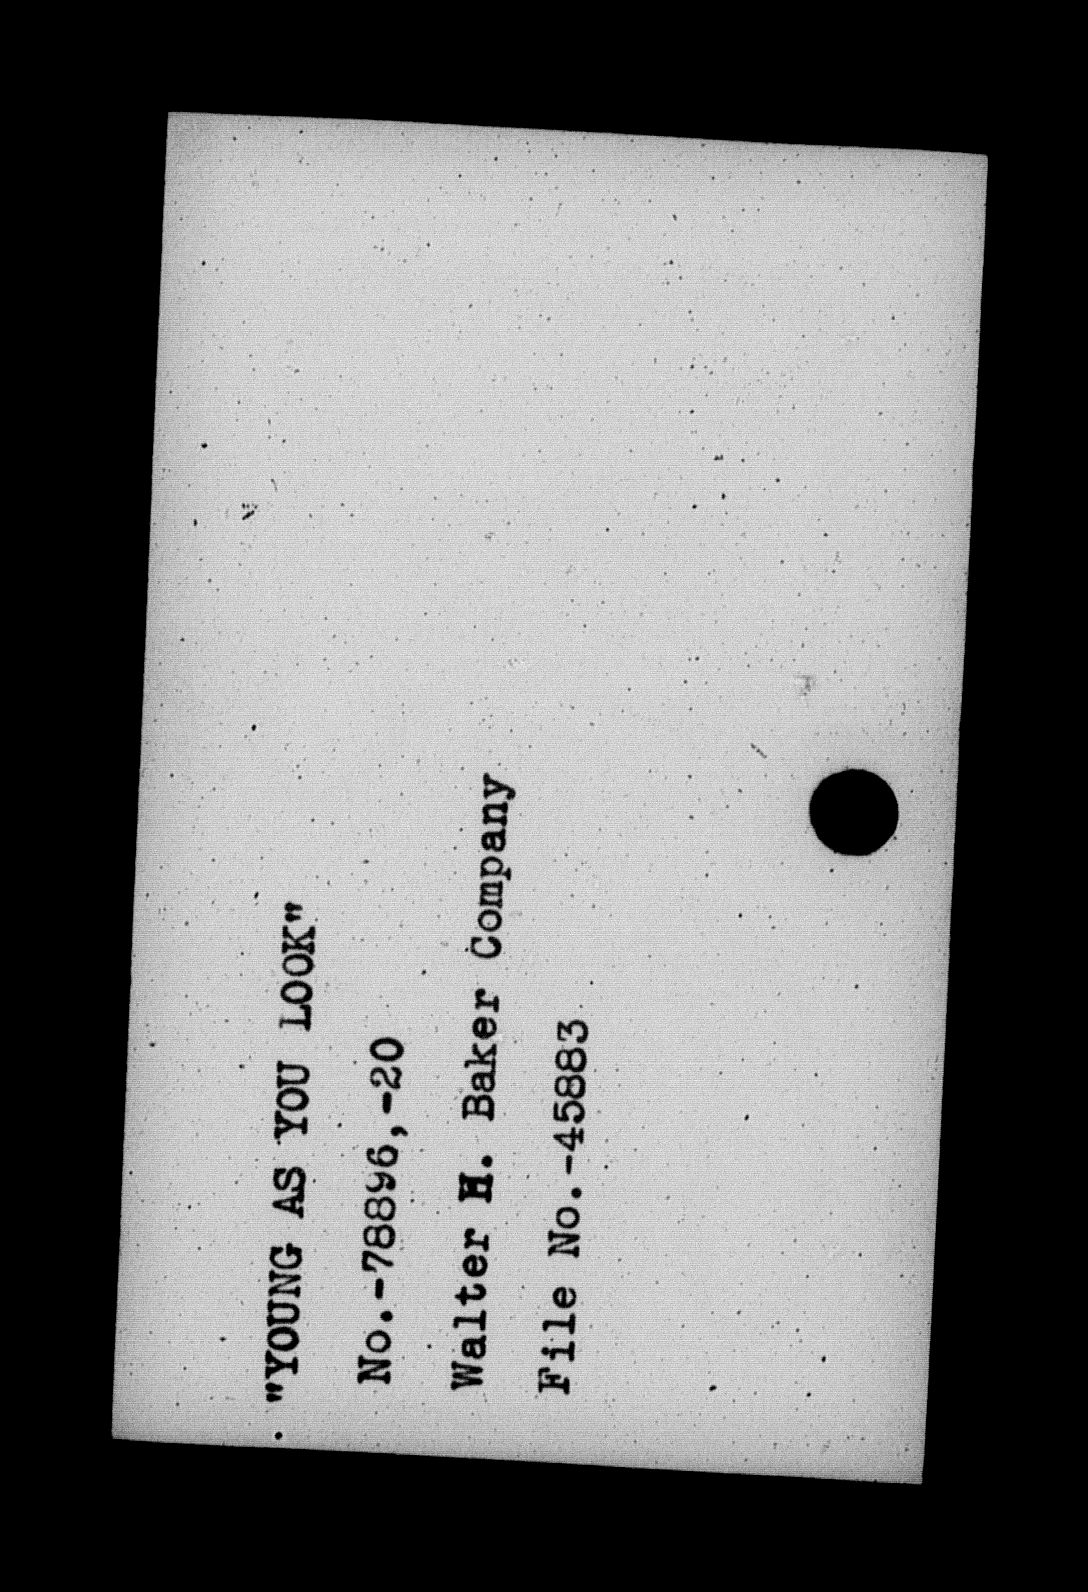 "YOUNG AS YOU LOOK"
No.-78896,-20
Walter H. Baker Company
File No.-45883